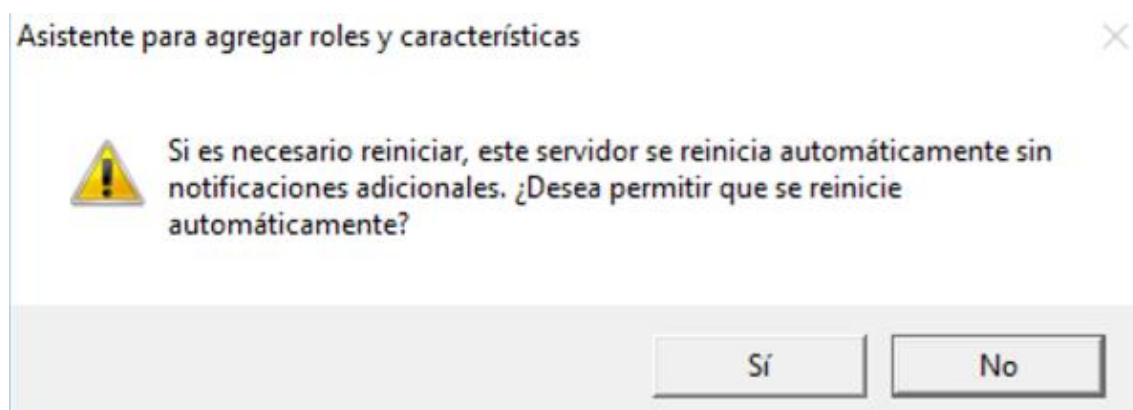 Asistente para agregar roles y características
Si es necesario reiniciar, este servidor se reinicia automáticamente sin
notificaciones adicionales. ¿Desea permitir que se reinicie
automáticamente?
Sí
No